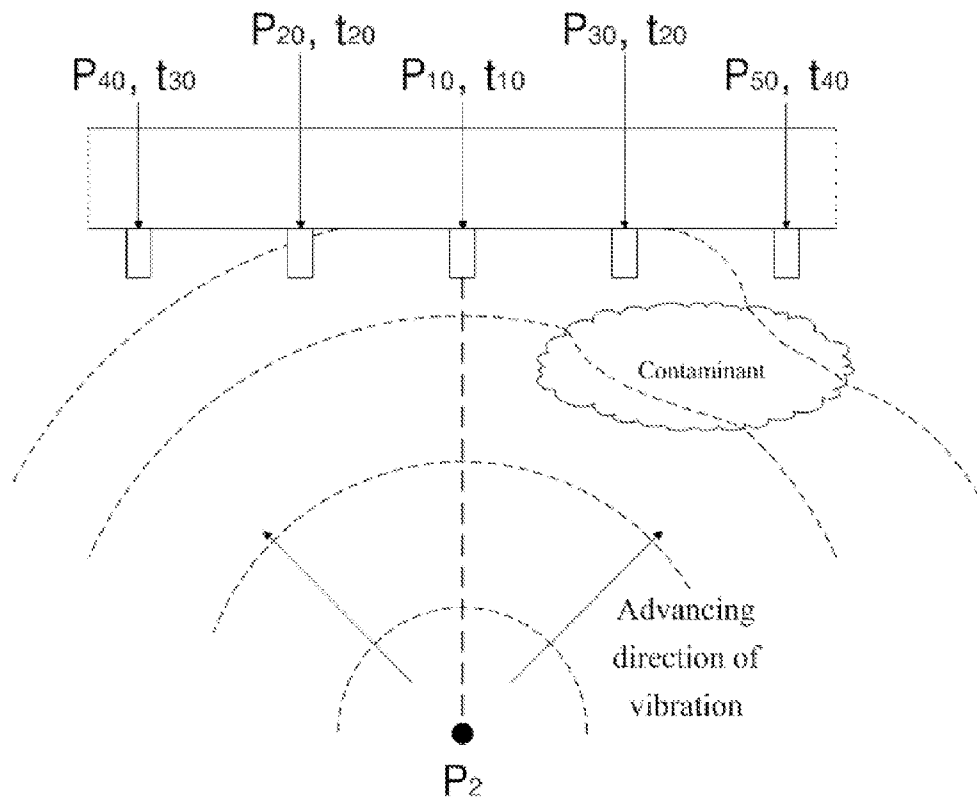 P20, t20
P30, t20
P40, t30
P10, t10
P50, t40
Contaminant
Advancing
direction of
vibration
P2